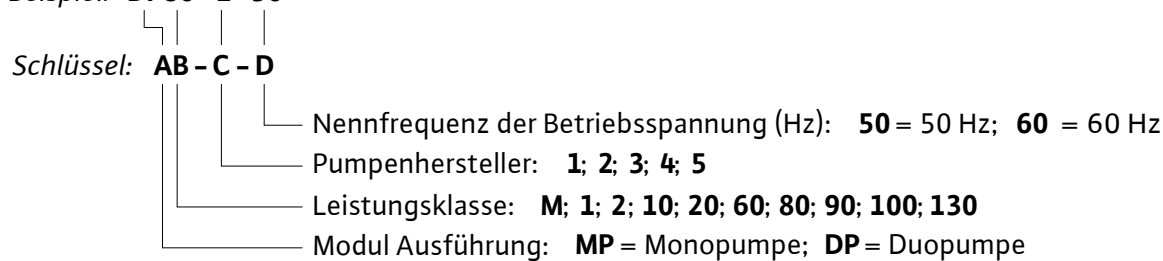 Schlüssel: AB – C – D
Nennfrequenz der Betriebsspannung (Hz): 50 = 50 Hz; 60 = 60 Hz
Pumpenhersteller: 1; 2; 3; 4; 5
Leistungsklasse: M; 1; 2; 10; 20; 60; 80; 90; 100; 130
Modul Ausführung: MP = Monopumpe; DP = Duopumpe